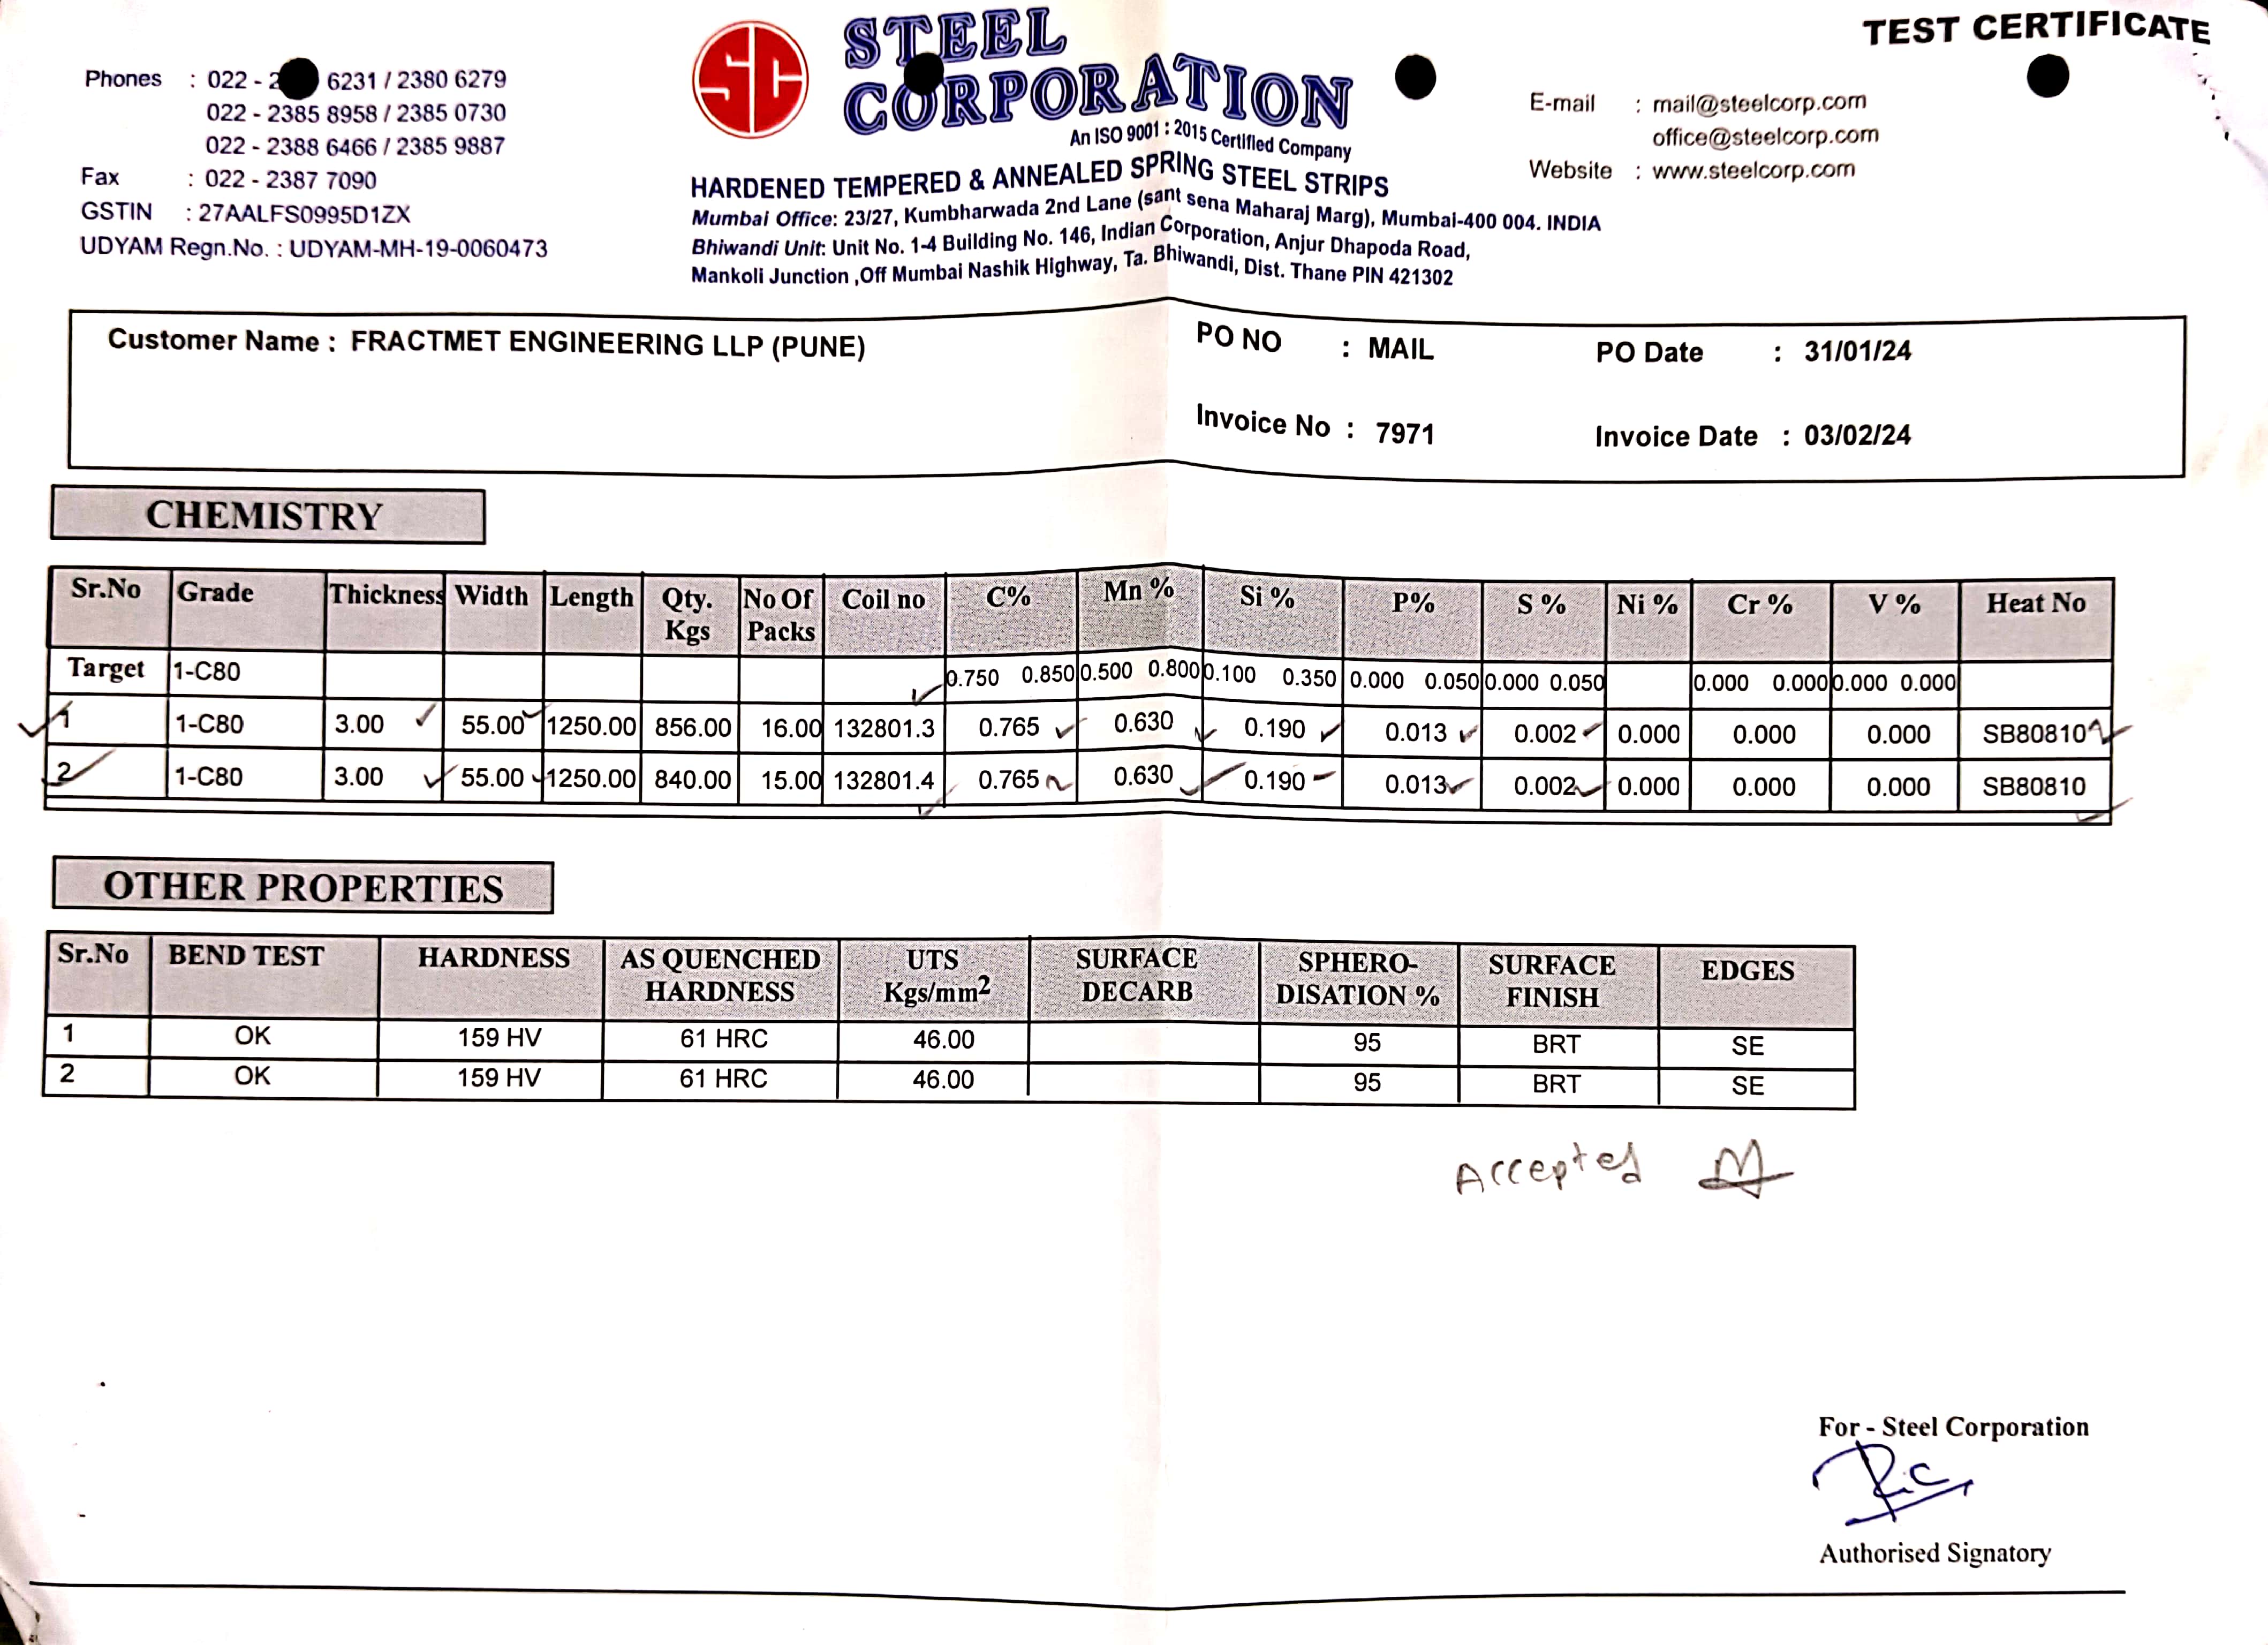 TEST CERTIFICATE
Phones : 022 - 2 6231 / 2380 6279
022 - 2385 8958 / 2385 0730
022 - 2388 6466 / 2385 9887
Fax : 022 - 2387 7090
GSTIN : 27AALFS0995D1ZX
UDYAM Regn.No. : UDYAM-MH-19-0060473
SC
STEEL
CORPORATION
An ISO 9001 : 2015 Certified Company
HARDENED TEMPERED & ANNEALED SPRING STEEL STRIPS
Mumbai Office: 23/27, Kumbharwada 2nd Lane (sant sena Maharaj Marg), Mumbai-400 004. INDIA
Bhiwandi Unit: Unit No. 1-4 Building No. 146, Indian Corporation, Anjur Dhapoda Road,
Mankoli Junction ,Off Mumbai Nashik Highway, Ta. Bhiwandi, Dist. Thane PIN 421302
E-mail : mail@steelcorp.com
office@steelcorp.com
Website : www.steelcorp.com
Customer Name : FRACTMET ENGINEERING LLP (PUNE)
PO NO : MAIL PO Date : 31/01/24
Invoice No : 7971 Invoice Date : 03/02/24
CHEMISTRY
Sr.No Grade Thickness Width Length Qty. Kgs No Of Packs Coil no C% Mn % Si % P% S % Ni % Cr % V % Heat No
Target 1-C80 0.750 0.850 0.500 0.800 0.100 0.350 0.000 0.050 0.000 0.050 0.000 0.000 0.000 0.000
1 1-C80 3.00 55.00 1250.00 856.00 16.00 132801.3 0.765 0.630 0.190 0.013 0.002 0.000 0.000 0.000 SB80810
2 1-C80 3.00 55.00 1250.00 840.00 15.00 132801.4 0.765 0.630 0.190 0.013 0.002 0.000 0.000 0.000 SB80810
OTHER PROPERTIES
Sr.No BEND TEST HARDNESS AS QUENCHED HARDNESS UTS Kgs/mm2 SURFACE DECARB SPHERO-DISATION % SURFACE FINISH EDGES
1 OK 159 HV 61 HRC 46.00 95 BRT SE
2 OK 159 HV 61 HRC 46.00 95 BRT SE
Accepted
For - Steel Corporation
Authorised Signatory